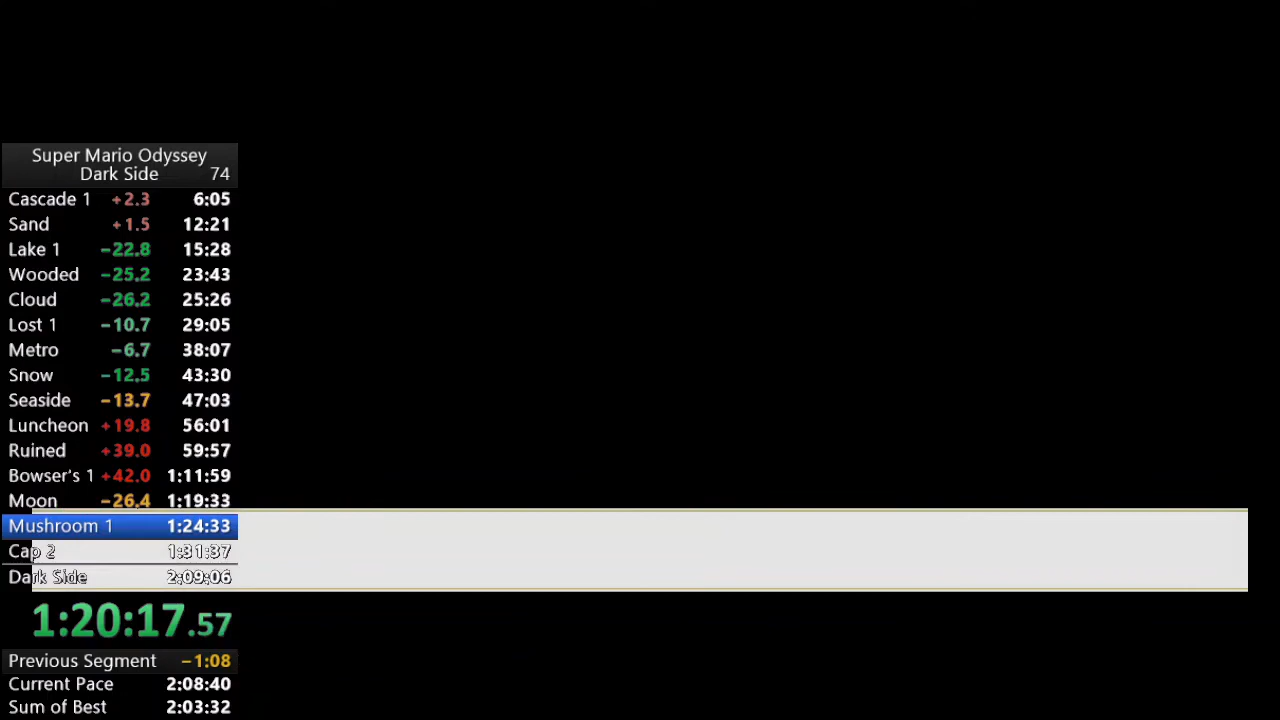 Super Mario Odyssey
Dark Side 74
Cascade 1 +2.3 6:05
Sand +1.5 12:21
Lake 1 −22.8 15:28
Wooded −25.2 23:43
Cloud −26.2 25:26
Lost 1 −10.7 29:05
Metro −6.7 38:07
Snow −12.5 43:30
Seaside −13.7 47:03
Luncheon +19.8 56:01
Ruined +39.0 59:57
Bowser's 1 +42.0 1:11:59
Moon −26.4 1:19:33
Mushroom 1 1:24:33
Cap 2 1:31:37
Dark Side 2:09:06
1:20:17.57
Previous Segment −1:08
Current Pace 2:08:40
Sum of Best 2:03:32